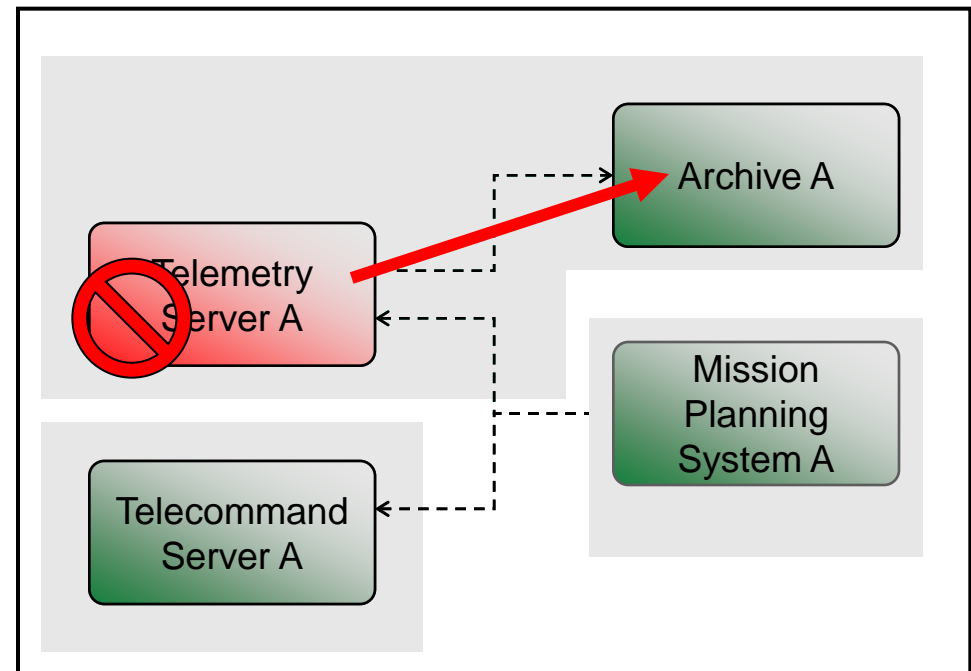 Archive A
Telemetry
Server A
Mission
Planning
System A
Telecommand
Server A